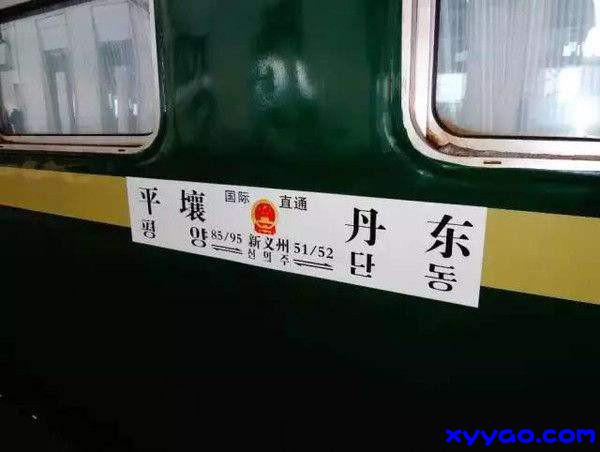 国际 直通
平壤 丹东
평양 85/95 新义州 51/52 단동
신의주
xyyao.com